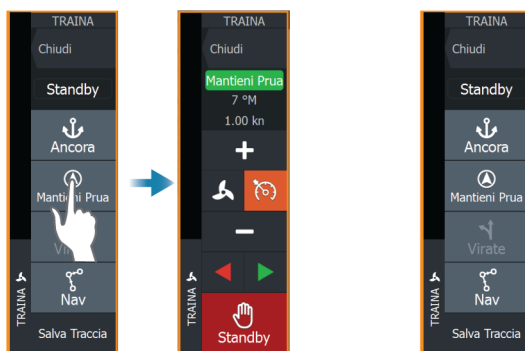 TRAINA
Chiudi
Standby
Ancora
Mantieni Prua
Virate
Nav
Salva Traccia
TRAINA
TRAINA
Chiudi
Mantieni Prua
7 °M
1.00 kn
Standby
TRAINA
TRAINA
Chiudi
Standby
Ancora
Mantieni Prua
Virate
Nav
Salva Traccia
TRAINA